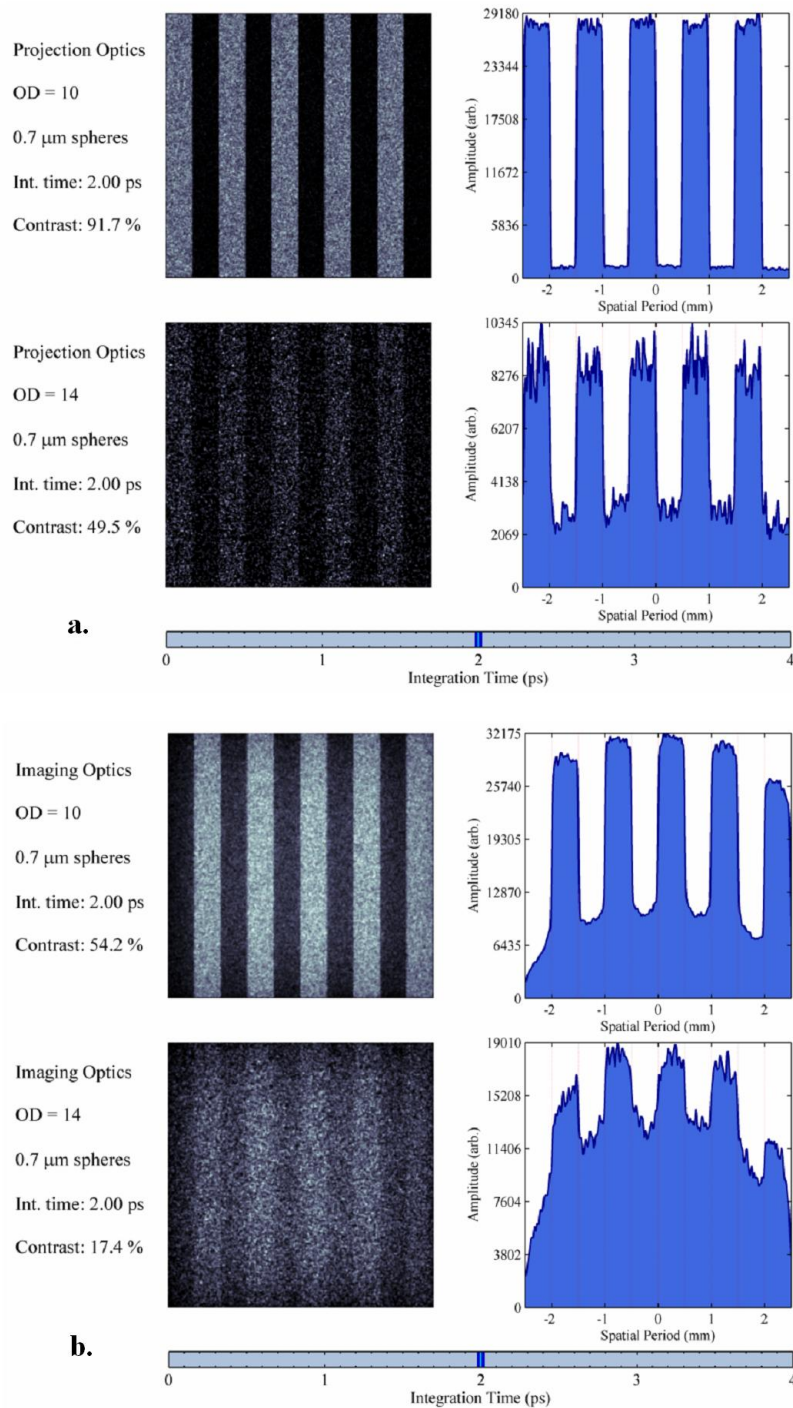 Projection Optics
OD = 10
0.7 μm spheres
Int. time: 2.00 ps
Contrast: 91.7 %
29180
23344
17508
11672
5836
0
Amplitude (arb.)
-2 -1 0 1 2
Spatial Period (mm)
Projection Optics
OD = 14
0.7 μm spheres
Int. time: 2.00 ps
Contrast: 49.5 %
10345
8276
6207
4138
2069
0
Amplitude (arb.)
-2 -1 0 1 2
Spatial Period (mm)
a.
0 1 2 3 4
Integration Time (ps)
Imaging Optics
OD = 10
0.7 μm spheres
Int. time: 2.00 ps
Contrast: 54.2 %
32175
25740
19305
12870
6435
0
Amplitude (arb.)
-2 -1 0 1 2
Spatial Period (mm)
Imaging Optics
OD = 14
0.7 μm spheres
Int. time: 2.00 ps
Contrast: 17.4 %
19010
15208
11406
7604
3802
0
Amplitude (arb.)
-2 -1 0 1 2
Spatial Period (mm)
b.
0 1 2 3 4
Integration Time (ps)